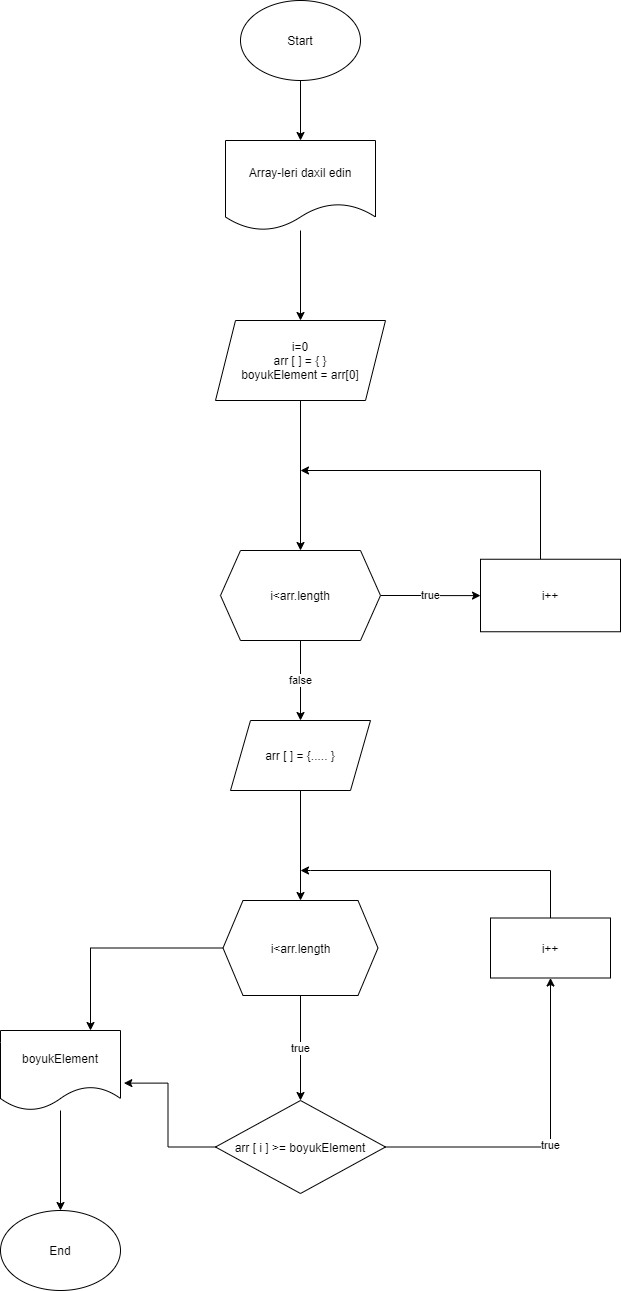 Start
Array-leri daxil edin
i=0
arr [ ] = { }
boyukElement = arr[0]
i<arr.length
true
i++
false
arr [ ] = {..... }
i<arr.length
i++
true
boyukElement
arr [ i ] >= boyukElement
true
End